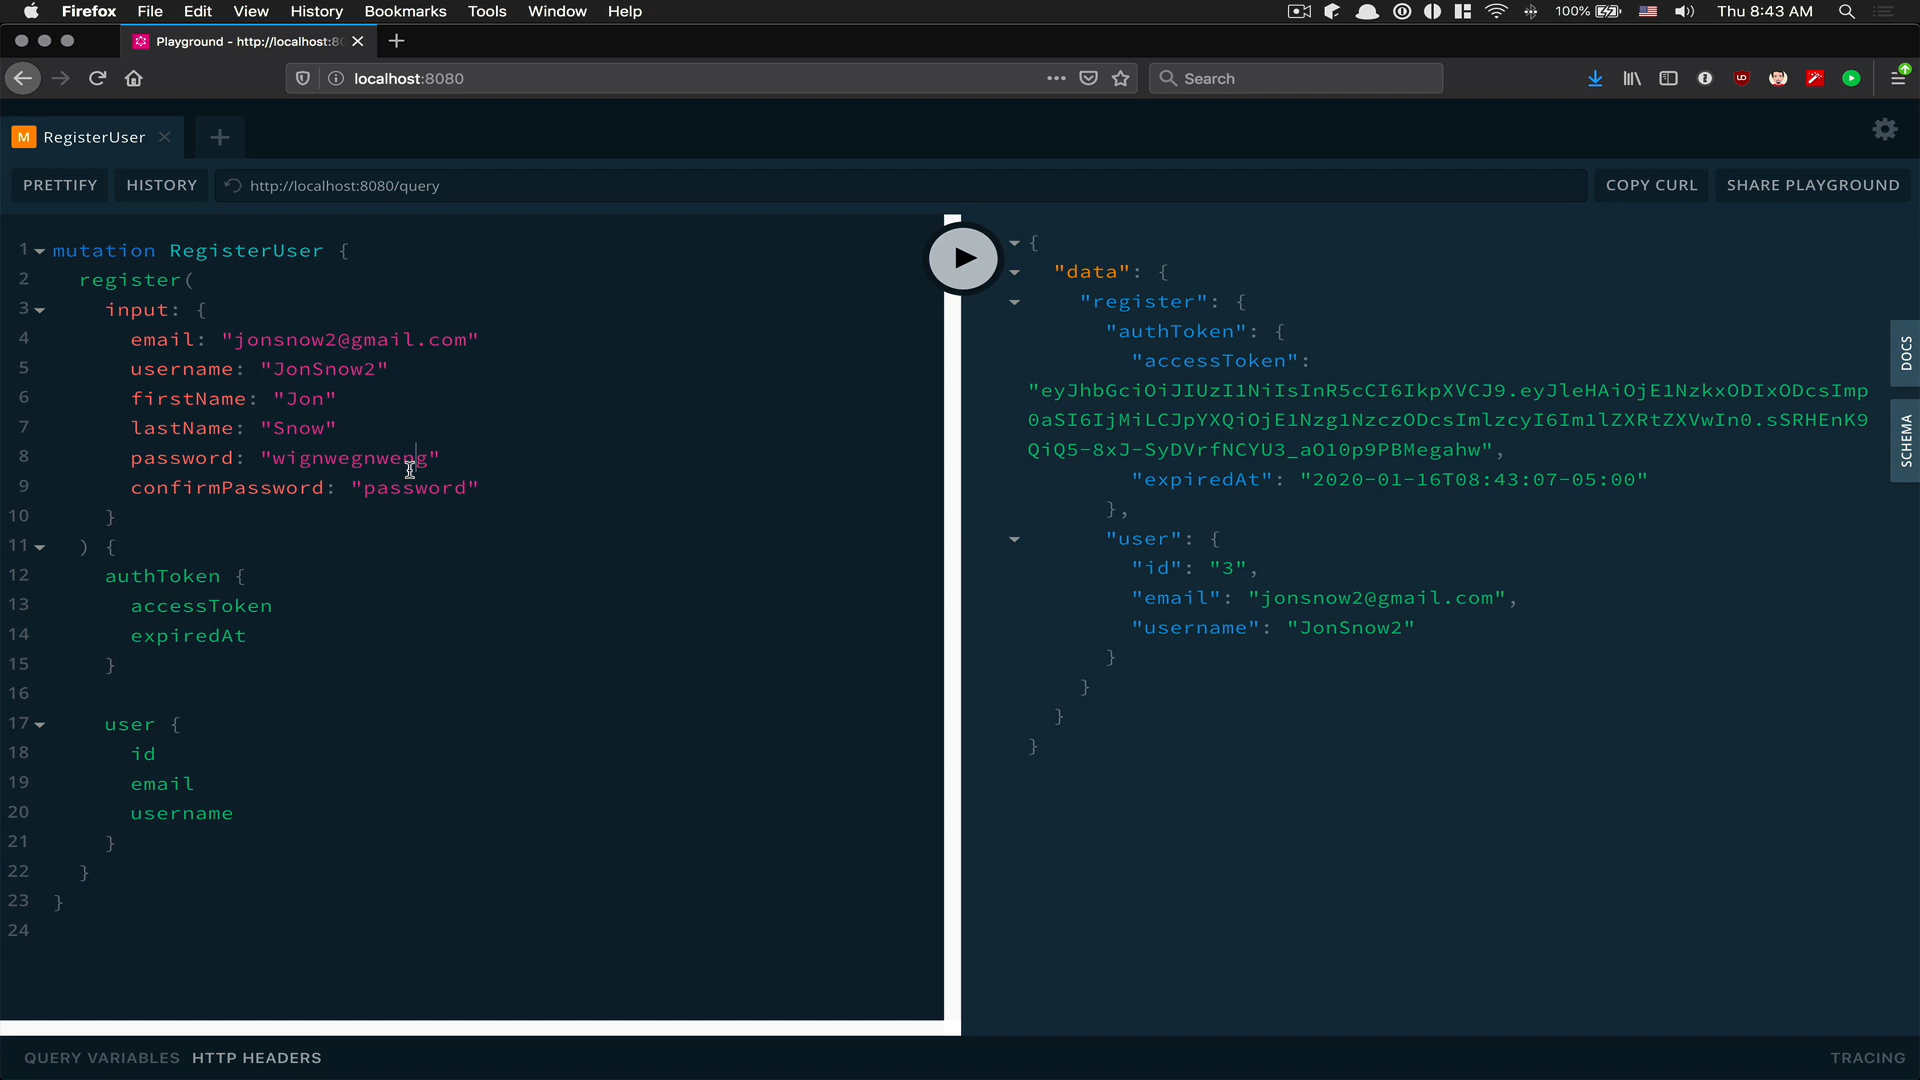 Firefox File Edit View History Bookmarks Tools Window Help 100% Thu 8:43 AM
Playground - http://localhost:80
localhost:8080 Search
M RegisterUser
PRETTIFY HISTORY http://localhost:8080/query COPY CURL SHARE PLAYGROUND
1 mutation RegisterUser {
2 register(
3 input: {
4 email: "jonsnow2@gmail.com"
5 username: "JonSnow2"
6 firstName: "Jon"
7 lastName: "Snow"
8 password: "wignwegnweng"
9 confirmPassword: "password"
10 }
11 ) {
12 authToken {
13 accessToken
14 expiredAt
15 }
16
17 user {
18 id
19 email
20 username
21 }
22 }
23 }
24
{
"data": {
"register": {
"authToken": {
"accessToken":
"eyJhbGciOiJIUzI1NiIsInR5cCI6IkpXVCJ9.eyJleHAiOjE1NzkxODIxODcsImp
0aSI6IjMiLCJpYXQiOjE1Nzg1NzczODcsImlzcyI6Im1lZXRtZXVwIn0.sSRHEnK9
QiQ5-8xJ-SyDVrfNCYU3_aO10p9PBMegahw",
"expiredAt": "2020-01-16T08:43:07-05:00"
},
"user": {
"id": "3",
"email": "jonsnow2@gmail.com",
"username": "JonSnow2"
}
}
}
}
DOCS
SCHEMA
QUERY VARIABLES HTTP HEADERS TRACING